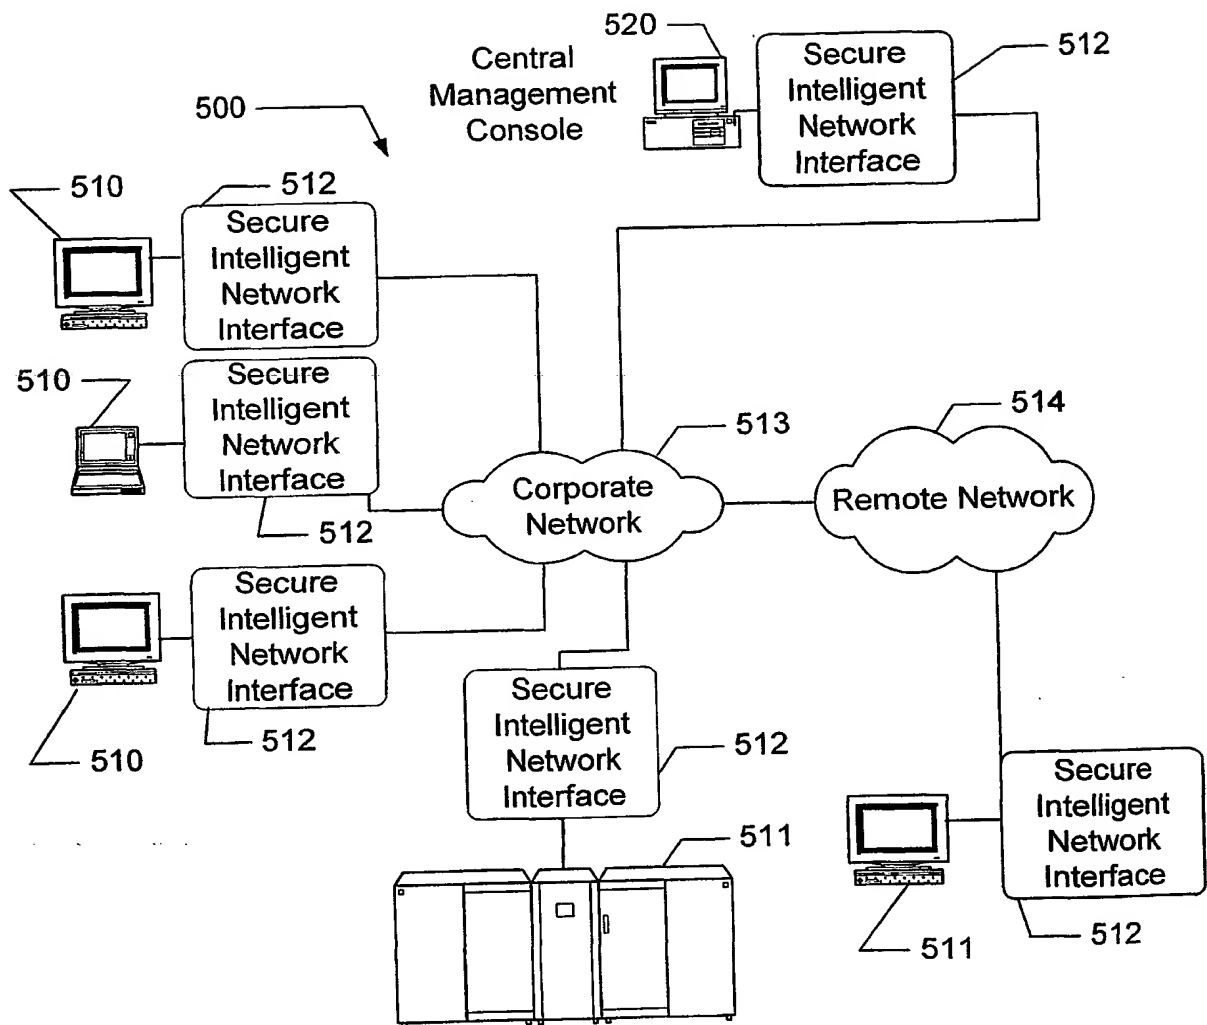 520
Central
Management
Console
Secure
Intelligent
Network
Interface
512
500
510
512
Secure
Intelligent
Network
Interface
510
Secure
Intelligent
Network
Interface
512
513
514
Corporate
Network
Remote Network
Secure
Intelligent
Network
Interface
512
510
Secure
Intelligent
Network
Interface
512
511
Secure
Intelligent
Network
Interface
512
511